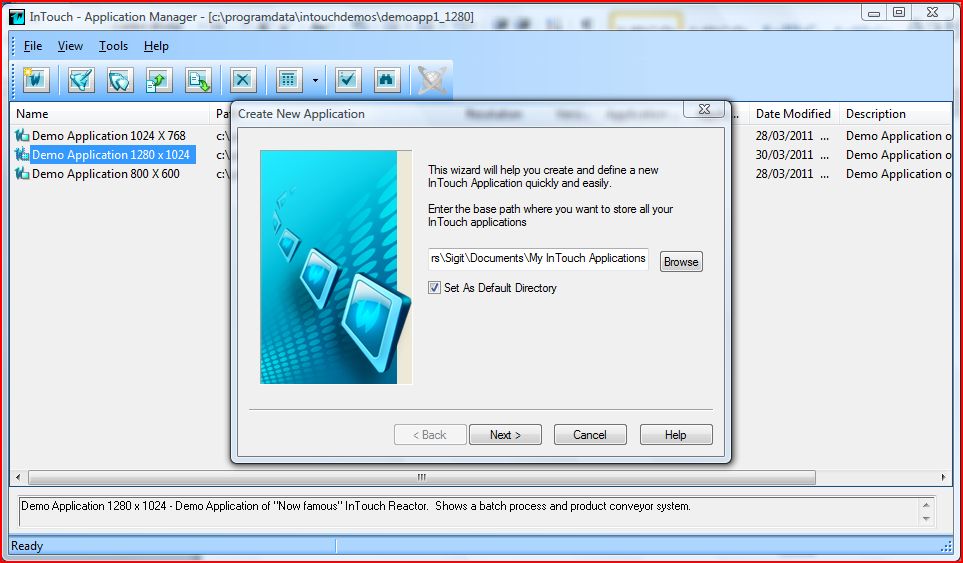 InTouch - Application Manager - [c:\programdata\intouchdemos\demoapp1_1280]
File View Tools Help
Name Date Modified Description
Demo Application 1024 X 768 c:\ 28/03/2011 ... Demo Application o
Demo Application 1280 x 1024 c:\ 30/03/2011 ... Demo Application o
Demo Application 800 X 600 c:\ 28/03/2011 ... Demo Application o
Create New Application
This wizard will help you create and define a new
InTouch Application quickly and easily.
Enter the base path where you want to store all your
InTouch applications
rs\Sigit\Documents\My InTouch Applications Browse
Set As Default Directory
< Back Next > Cancel Help
Demo Application 1280 x 1024 - Demo Application of "Now famous" InTouch Reactor. Shows a batch process and product conveyor system.
Ready